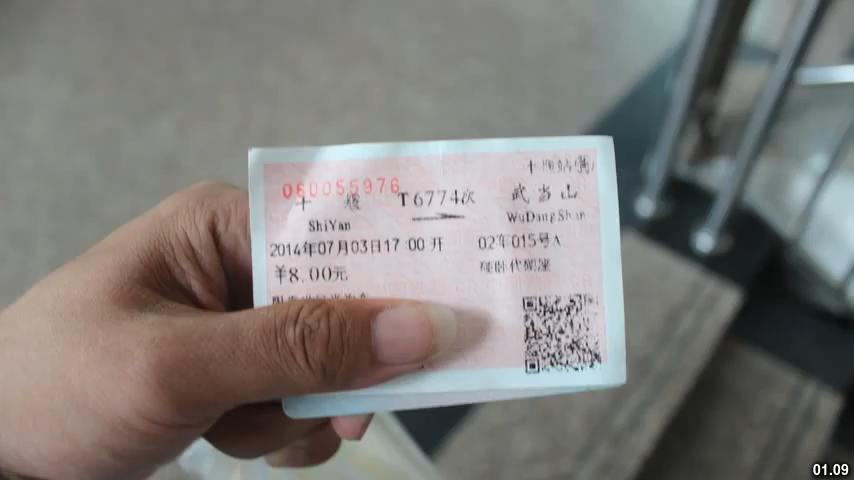 060055976
十堰站售
十 堰 T6774次 武当山
ShiYan WuDangShan
2014年07月03日17:00开 02车015号A
¥8.00元 硬卧代硬座
01.09